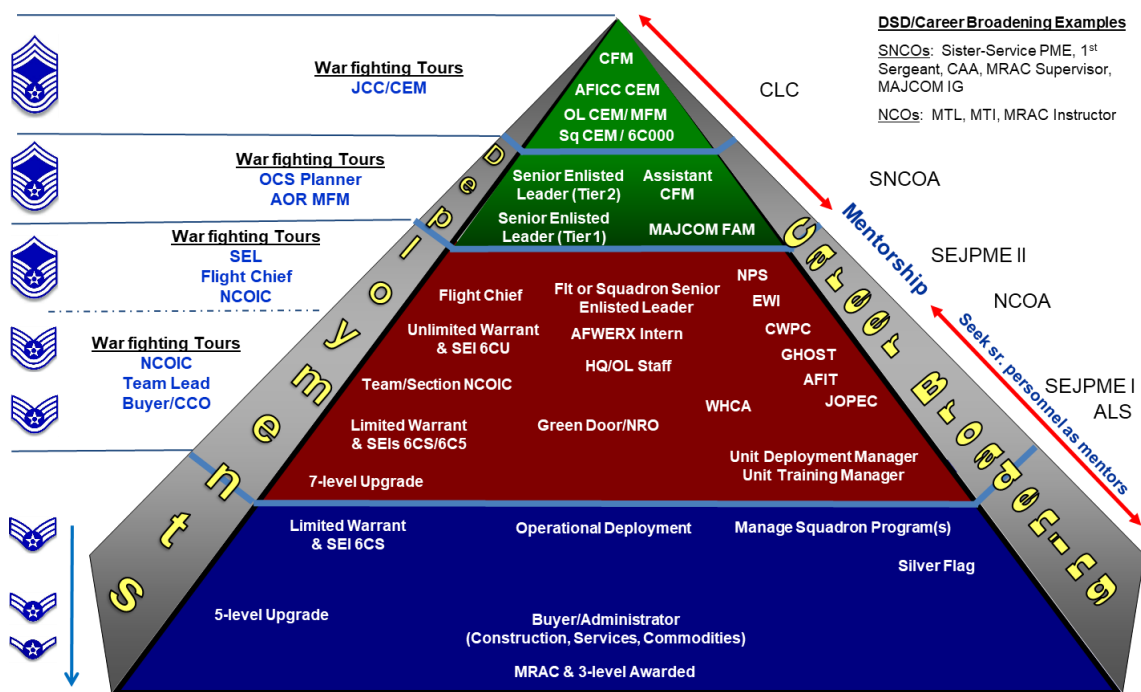 DSD/Career Broadening Examples
SNCOs: Sister-Service PME, 1st
Sergeant, CAA, MRAC Supervisor,
MAJCOM IG
NCOs: MTL, MTI, MRAC Instructor
War fighting Tours
JCC/CEM
War fighting Tours
OCS Planner
AOR MFM
War fighting Tours
SEL
Flight Chief
NCOIC
War fighting Tours
NCOIC
Team Lead
Buyer/CCO
Deployments
CFM
AFICC CEM
OL CEM/ MFM
Sq CEM / 6C000
Senior Enlisted
Leader (Tier 2)
Assistant
CFM
Senior Enlisted
Leader (Tier 1)
MAJCOM FAM
NPS
Flight Chief
Flt or Squadron Senior
Enlisted Leader
EWI
Unlimited Warrant
& SEI 6CU
AFWERX Intern
CWPC
GHOST
HQ/OL Staff
Team/Section NCOIC
AFIT
JOPEC
WHCA
Limited Warrant
& SEIs 6CS/6C5
Green Door/NRO
Unit Deployment Manager
Unit Training Manager
7-level Upgrade
Limited Warrant
& SEI 6CS
Operational Deployment
Manage Squadron Program(s)
Silver Flag
5-level Upgrade
Buyer/Administrator
(Construction, Services, Commodities)
MRAC & 3-level Awarded
Career Broadening
Mentorship
Seek sr. personnel as mentors
CLC
SNCOA
SEJPME II
NCOA
SEJPME I
ALS